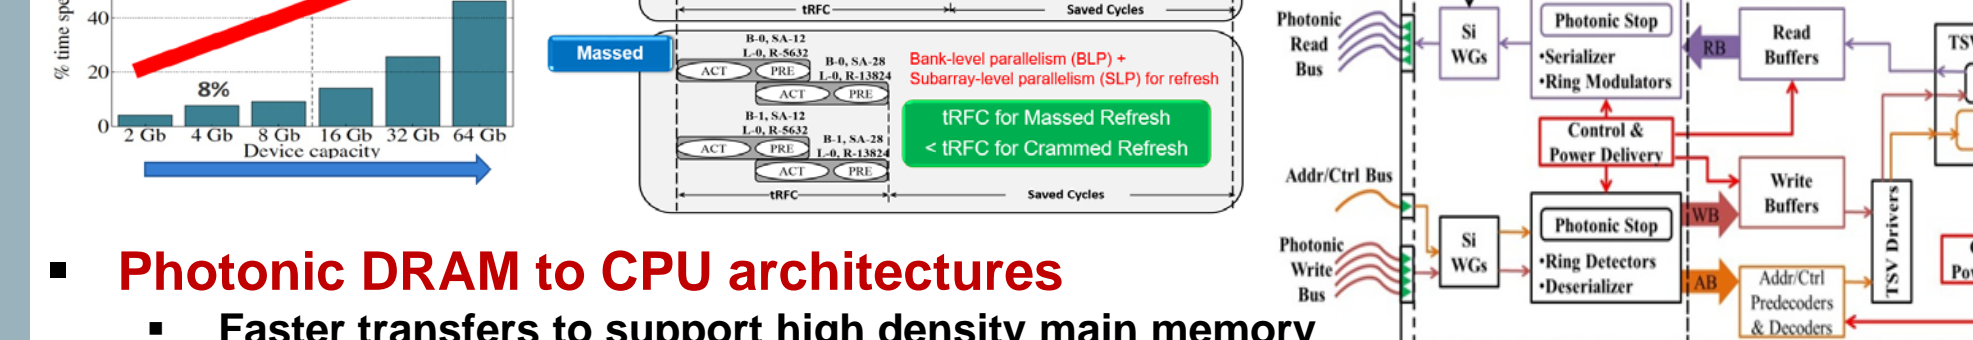 % time spe
40
20
0
8%
2 Gb 4 Gb 8 Gb 16 Gb 32 Gb 64 Gb
Device capacity
tRFC
Saved Cycles
Massed
B-0, SA-12
L-0, R-5632
ACT PRE
B-0, SA-28
L-0, R-13824
ACT PRE
B-1, SA-12
L-0, R-5632
ACT PRE
B-1, SA-28
L-0, R-13824
ACT PRE
tRFC
Saved Cycles
Bank-level parallelism (BLP) +
Subarray-level parallelism (SLP) for refresh
tRFC for Massed Refresh
< tRFC for Crammed Refresh
Photonic
Read
Bus
Si
WGs
Photonic Stop
•Serializer
•Ring Modulators
RB
Read
Buffers
TSV
Control &
Power Delivery
Addr/Ctrl Bus
Write
Buffers
WB
Photonic
Write
Bus
Si
WGs
Photonic Stop
•Ring Detectors
•Deserializer
AB
Addr/Ctrl
Predecoders
& Decoders
TSV Drivers
▪ Photonic DRAM to CPU architectures
▪ Faster transfers to support high density main memory